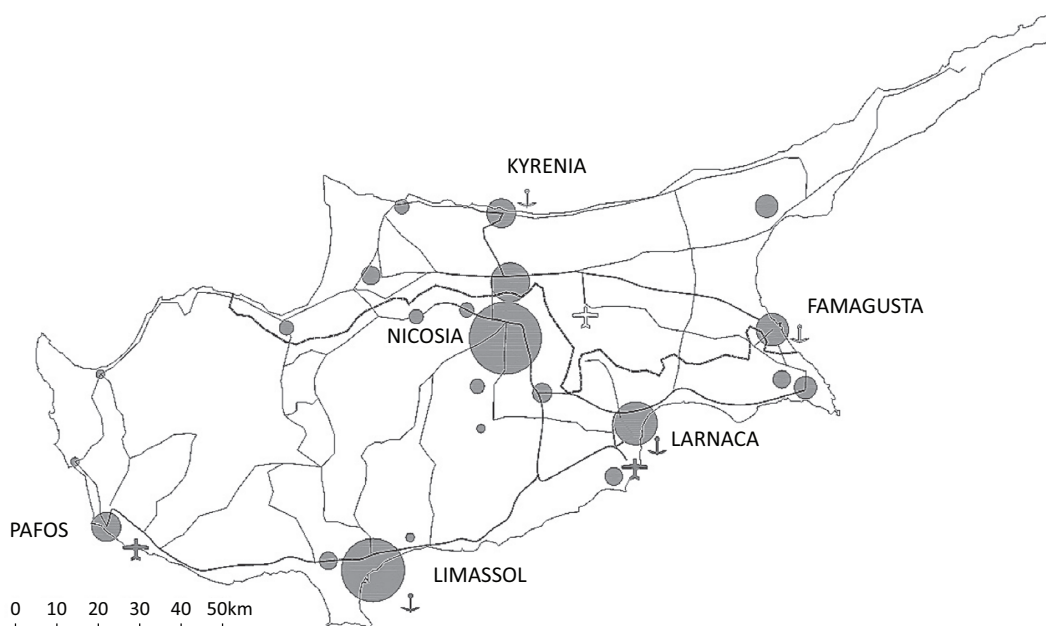 KYRENIA
FAMAGUSTA
NICOSIA
LARNACA
PAFOS
LIMASSOL
0 10 20 30 40 50km